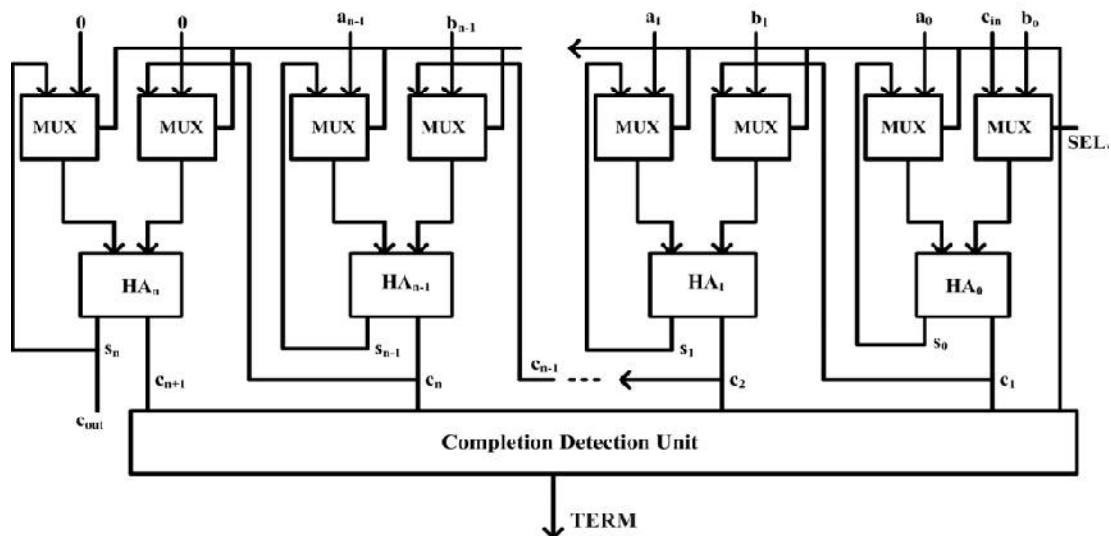 0 0 aₙ₋₁ bₙ₋₁ a₁ b₁ a₀ cᵢₙ b₀
MUX MUX MUX MUX MUX MUX MUX MUX
SEL.
HAₙ HAₙ₋₁ HA₁ HA₀
sₙ sₙ₋₁ s₁ s₀
cₙ₊₁ cₙ cₙ₋₁ c₂ c₁
cₒᵤₜ
Completion Detection Unit
TERM